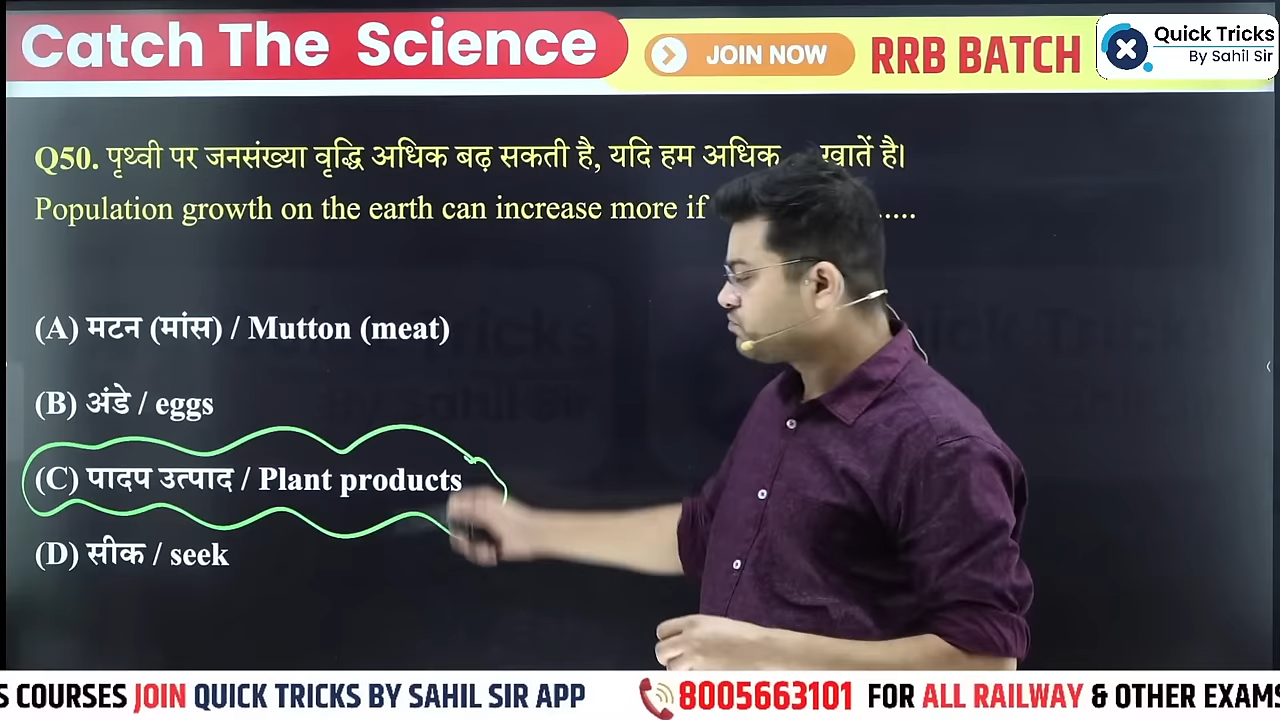 Catch The Science
JOIN NOW
RRB BATCH
Quick Tricks
By Sahil Sir
Q50. पृथ्वी पर जनसंख्या वृद्धि अधिक बढ़ सकती है, यदि हम अधिक खातें है।
Population growth on the earth can increase more if .....
(A) मटन (मांस) / Mutton (meat)
(B) अंडे / eggs
(C) पादप उत्पाद / Plant products
(D) सीक / seek
S COURSES JOIN QUICK TRICKS BY SAHIL SIR APP 8005663101 FOR ALL RAILWAY & OTHER EXAMS